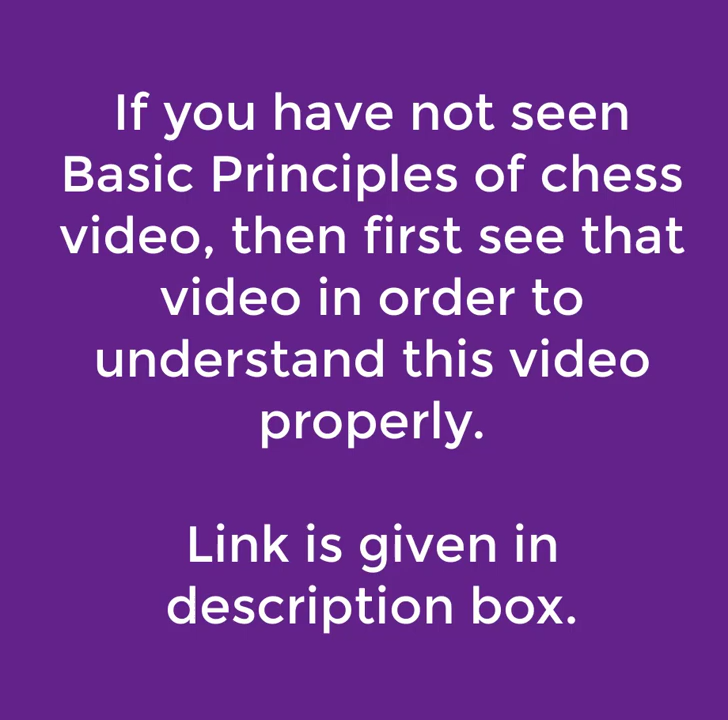 If you have not seen
Basic Principles of chess
video, then first see that
video in order to
understand this video
properly.
Link is given in
description box.